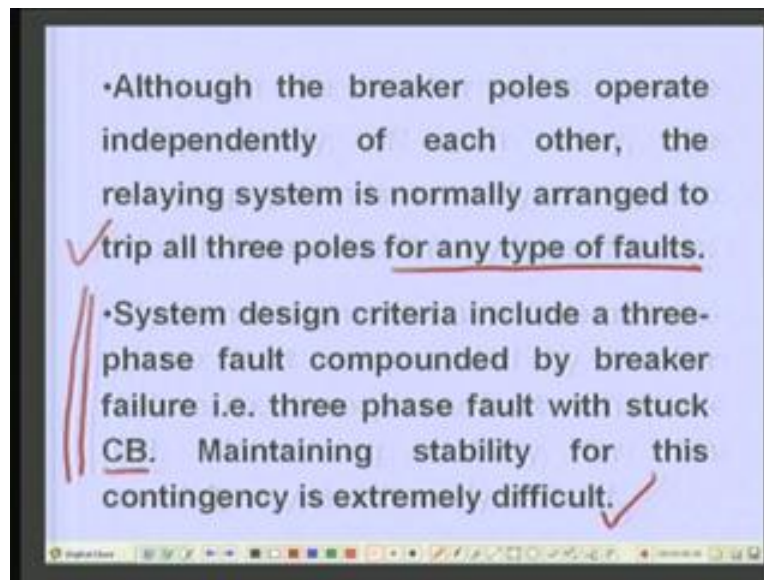 •Although the breaker poles operate
independently of each other, the
relaying system is normally arranged to
trip all three poles for any type of faults.
•System design criteria include a three-
phase fault compounded by breaker
failure i.e. three phase fault with stuck
CB. Maintaining stability for this
contingency is extremely difficult.